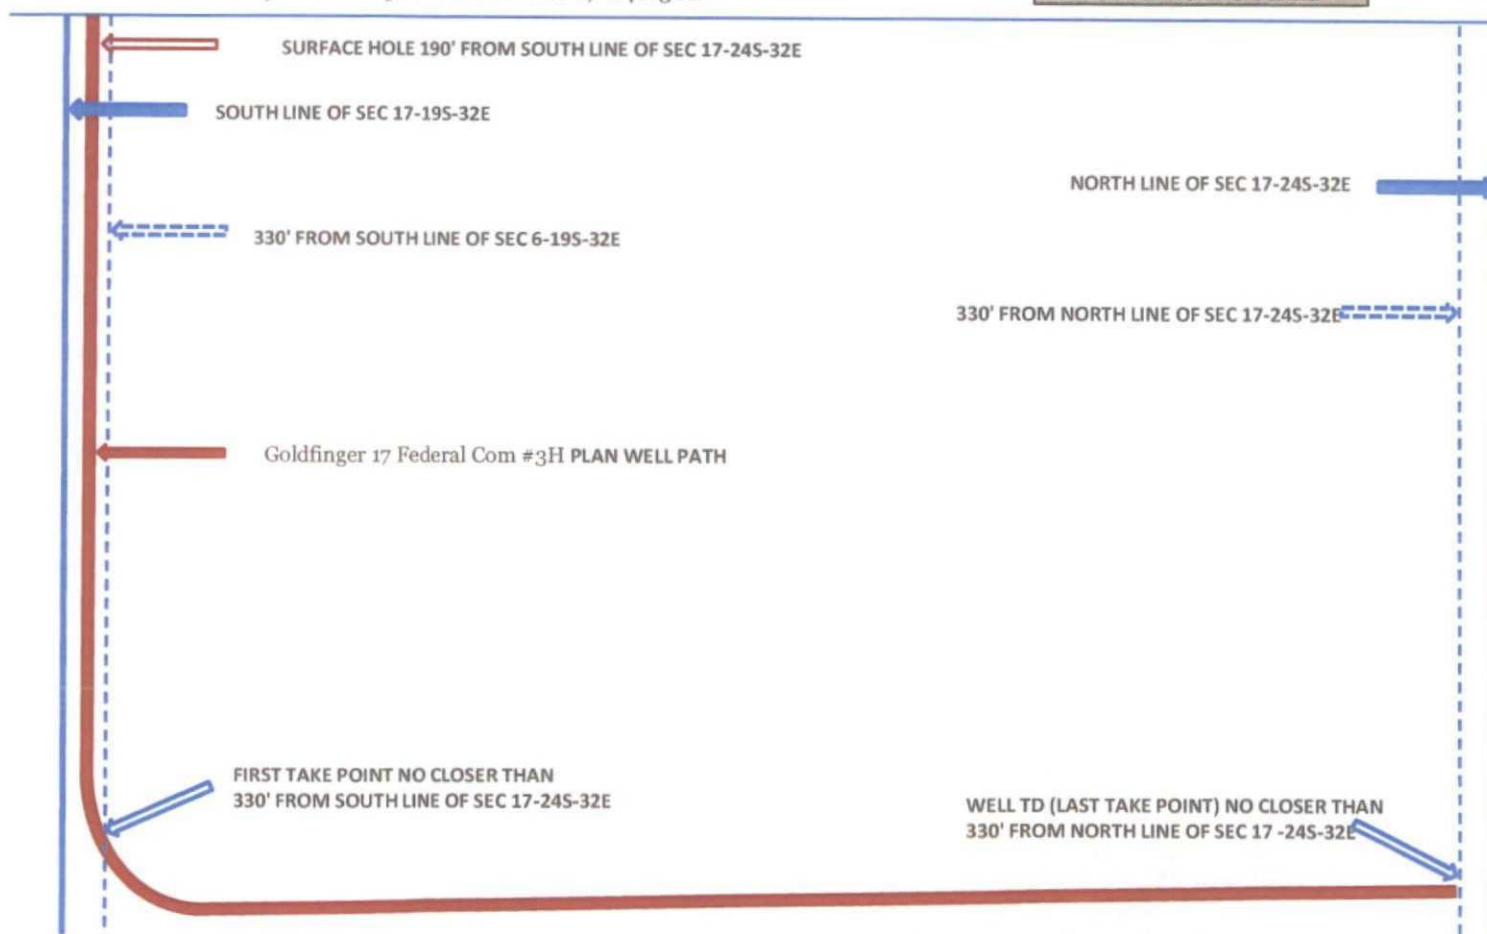 SURFACE HOLE 190' FROM SOUTH LINE OF SEC 17-24S-32E
SOUTH LINE OF SEC 17-19S-32E
NORTH LINE OF SEC 17-24S-32E
330' FROM SOUTH LINE OF SEC 6-19S-32E
330' FROM NORTH LINE OF SEC 17-24S-32E
Goldfinger 17 Federal Com #3H PLAN WELL PATH
FIRST TAKE POINT NO CLOSER THAN
330' FROM SOUTH LINE OF SEC 17-24S-32E
WELL TD (LAST TAKE POINT) NO CLOSER THAN
330' FROM NORTH LINE OF SEC 17 -24S-32E